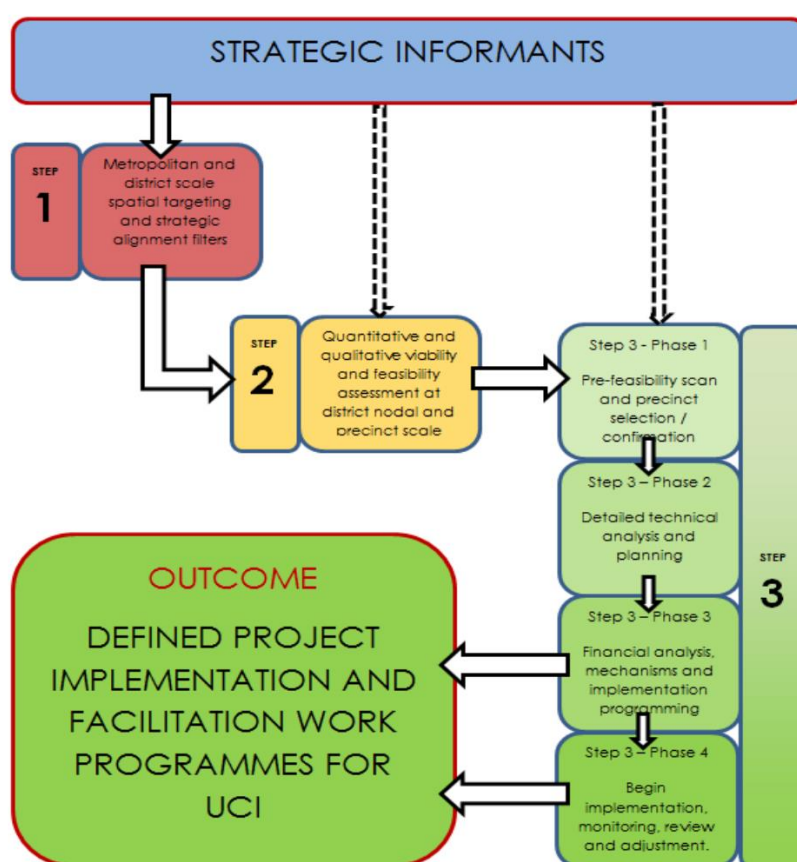 STRATEGIC INFORMANTS
STEP
1
Metropolitan and
district scale
spatial targeting
and strategic
alignment filters
STEP
2
Quantitative and
qualitative viability
and feasibility
assessment at
district nodal and
precinct scale
Step 3 - Phase 1
Pre-feasibility scan
and precinct
selection /
confirmation
Step 3 – Phase 2
Detailed technical
analysis and
planning
STEP
3
Step 3 – Phase 3
Financial analysis,
mechanisms and
implementation
programming
Step 3 – Phase 4
Begin
implementation,
monitoring, review
and adjustment.
OUTCOME
DEFINED PROJECT
IMPLEMENTATION AND
FACILITATION WORK
PROGRAMMES FOR
UCI